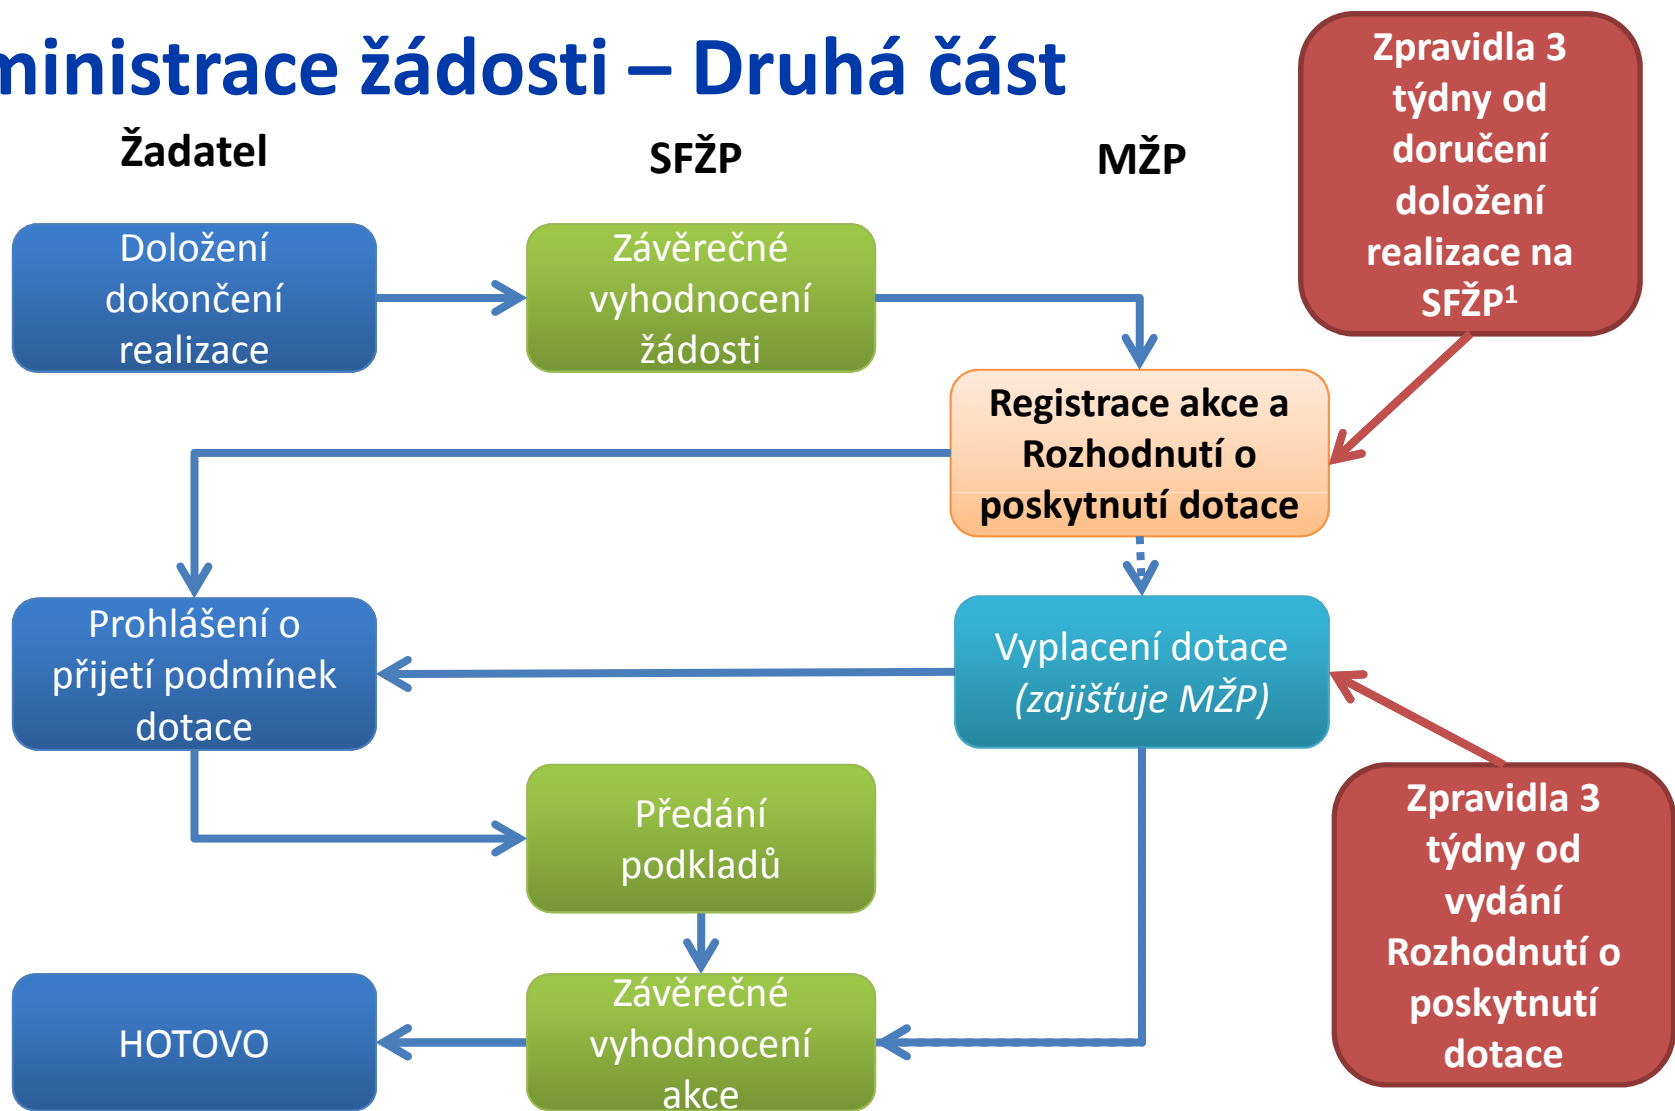 ministrace žádosti – Druhá část
Žadatel
SFŽP
MŽP
Zpravidla 3
týdny od
doručení
doložení
realizace na
SFŽP¹
Doložení
dokončení
realizace
Závěrečné
vyhodnocení
žádosti
Registrace akce a
Rozhodnutí o
poskytnutí dotace
Prohlášení o
přijetí podmínek
dotace
Vyplacení dotace
(zajišťuje MŽP)
Předání
podkladů
Zpravidla 3
týdny od
vydání
Rozhodnutí o
poskytnutí
dotace
HOTOVO
Závěrečné
vyhodnocení
akce